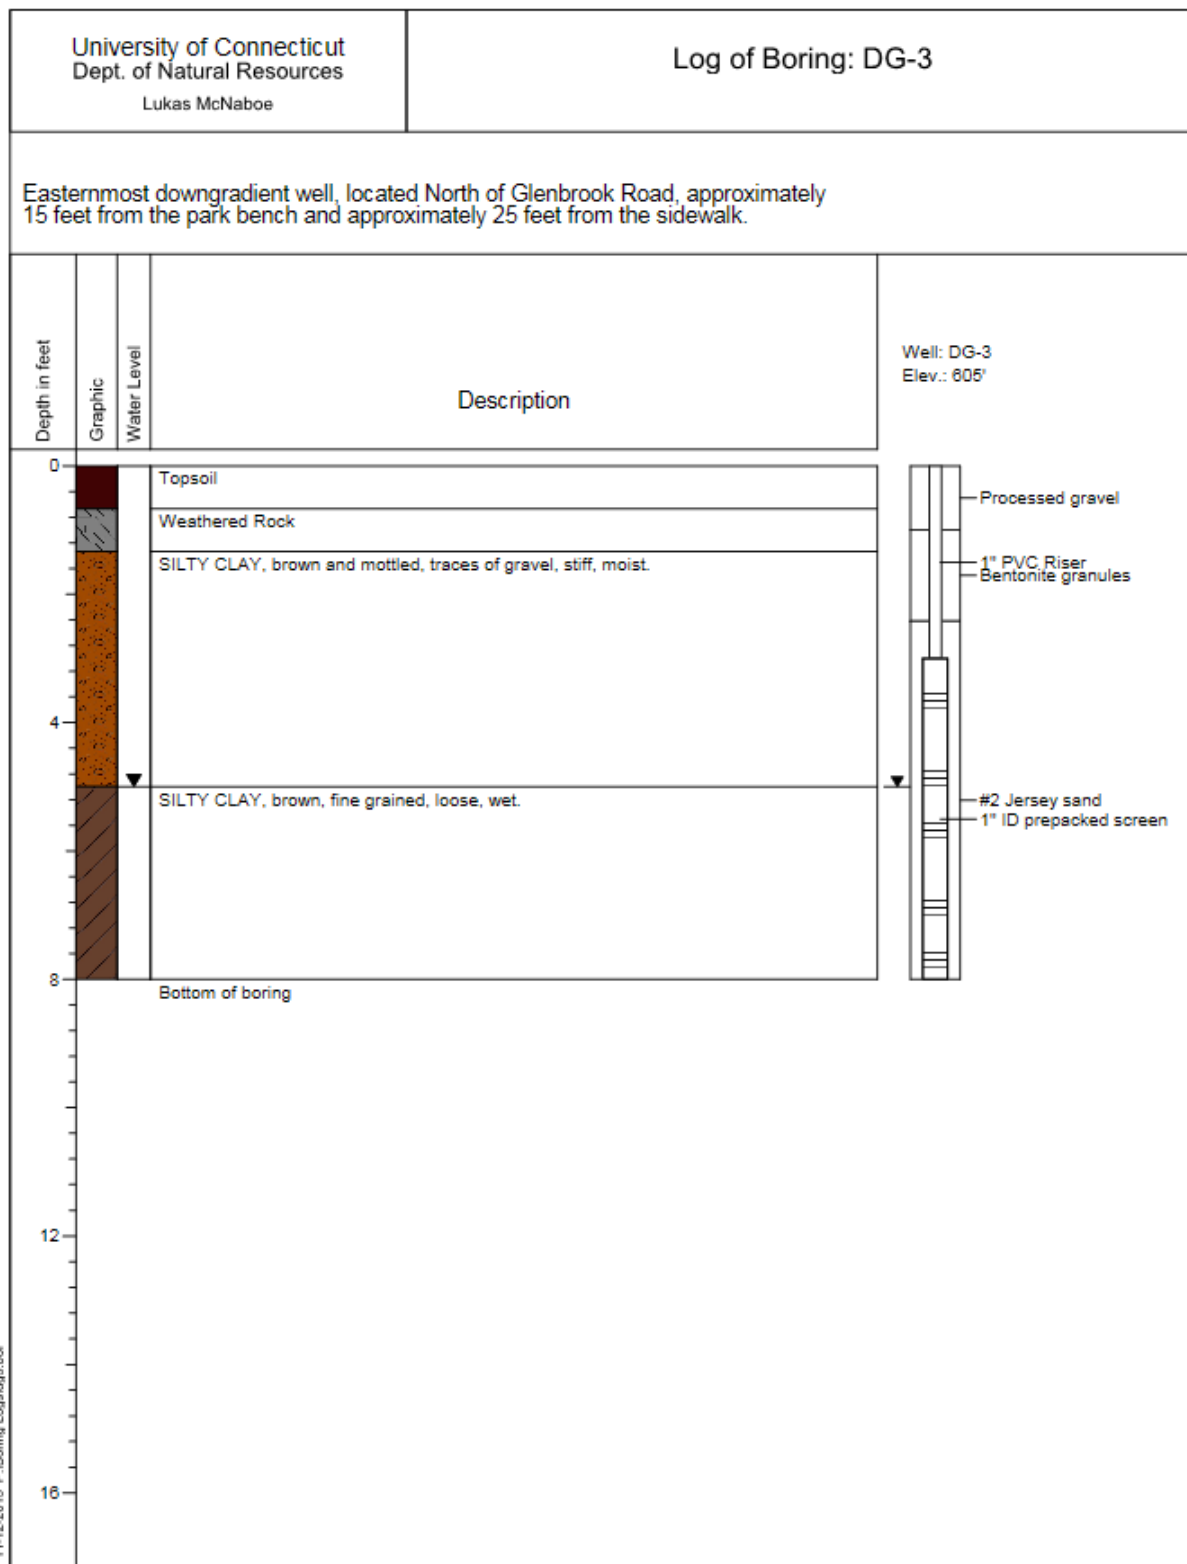 University of Connecticut
Dept. of Natural Resources
Lukas McNaboe
Log of Boring: DG-3
Easternmost downgradient well, located North of Glenbrook Road, approximately
15 feet from the park bench and approximately 25 feet from the sidewalk.
Depth in feet
Graphic
Water Level
Description
Well: DG-3
Elev.: 605'
0
Topsoil
Processed gravel
Weathered Rock
SILTY CLAY, brown and mottled, traces of gravel, stiff, moist.
1" PVC Riser
Bentonite granules
4
SILTY CLAY, brown, fine grained, loose, wet.
#2 Jersey sand
1" ID prepacked screen
8
Bottom of boring
12
16